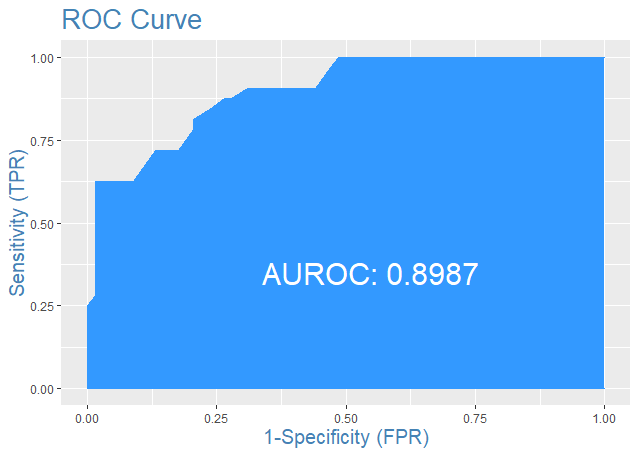 ROC Curve
Sensitivity (TPR)
1.00
0.75
0.50
0.25
0.00
AUROC: 0.8987
0.00 0.25 0.50 0.75 1.00
1-Specificity (FPR)